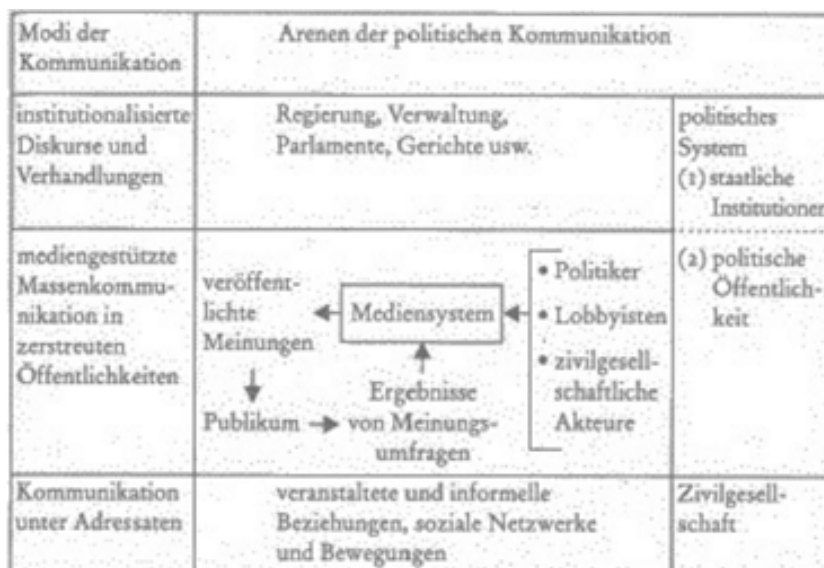 Modi der
Kommunikation
Arenen der politischen Kommunikation
institutionalisierte
Diskurse und
Verhandlungen
Regierung, Verwaltung,
Parlamente, Gerichte usw.
politisches
System
(1) staatliche
Institutionen
mediengestützte
Massenkommu-
nikation in
zerstreuten
Öffentlichkeiten
veröffent-
lichte
Meinungen
Mediensystem
Publikum
Ergebnisse
von Meinungs-
umfragen
• Politiker
• Lobbyisten
• zivilgesell-
schaftliche
Akteure
(2) politische
Öffentlich-
keit
Kommunikation
unter Adressaten
veranstaltete und informelle
Beziehungen, soziale Netzwerke
und Bewegungen
Zivilgesell-
schaft